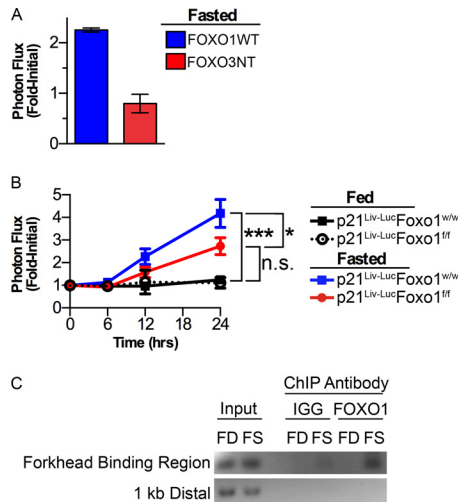 A
Fasted
FOXO1WT
FOXO3NT
Photon Flux
(Fold-Initial)
3
2
1
0
B
Photon Flux
(Fold-Initial)
5
4
3
2
1
0
0 6 12 24
Time (hrs)
*** *
n.s.
Fed
p21Liv-LucFoxo1w/w
p21Liv-LucFoxo1f/f
Fasted
p21Liv-LucFoxo1w/w
p21Liv-LucFoxo1f/f
C
ChIP Antibody
Input IGG FOXO1
FD FS FD FS FD FS
Forkhead Binding Region
1 kb Distal